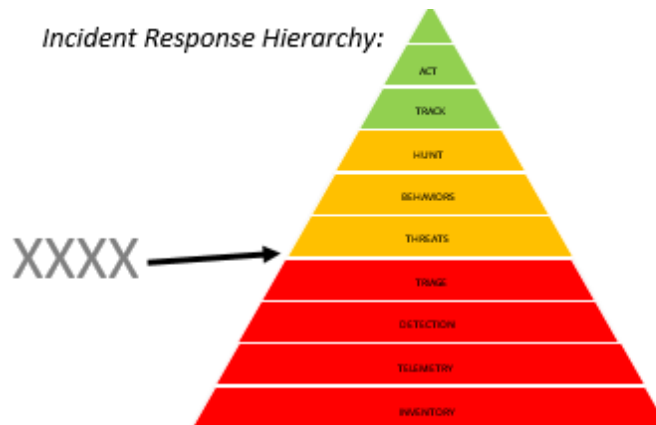 Incident Response Hierarchy:
ACT
TRACK
HUNT
BEHAVIORS
THREATS
XXXX
TRIAGE
DETECTION
TELEMETRY
INVENTORY